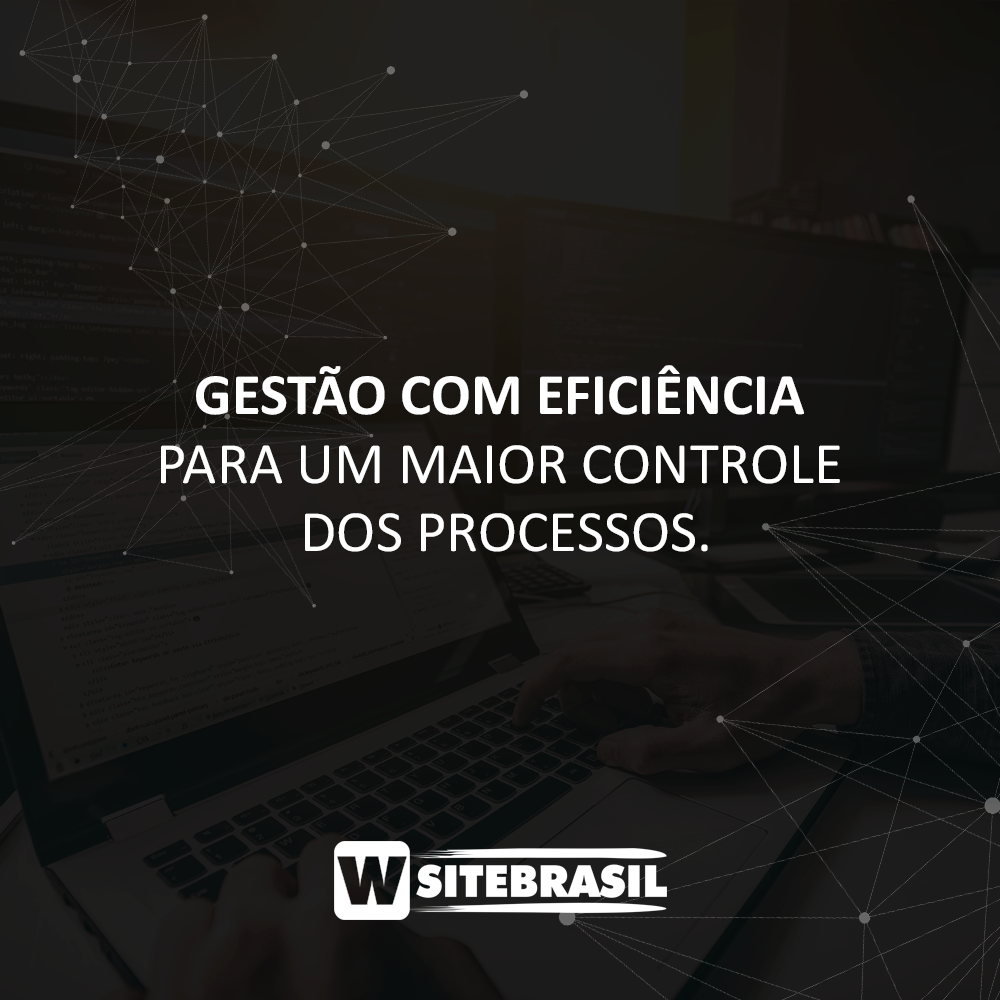 GESTÃO COM EFICIÊNCIA
PARA UM MAIOR CONTROLE
DOS PROCESSOS.
W SITEBRASIL